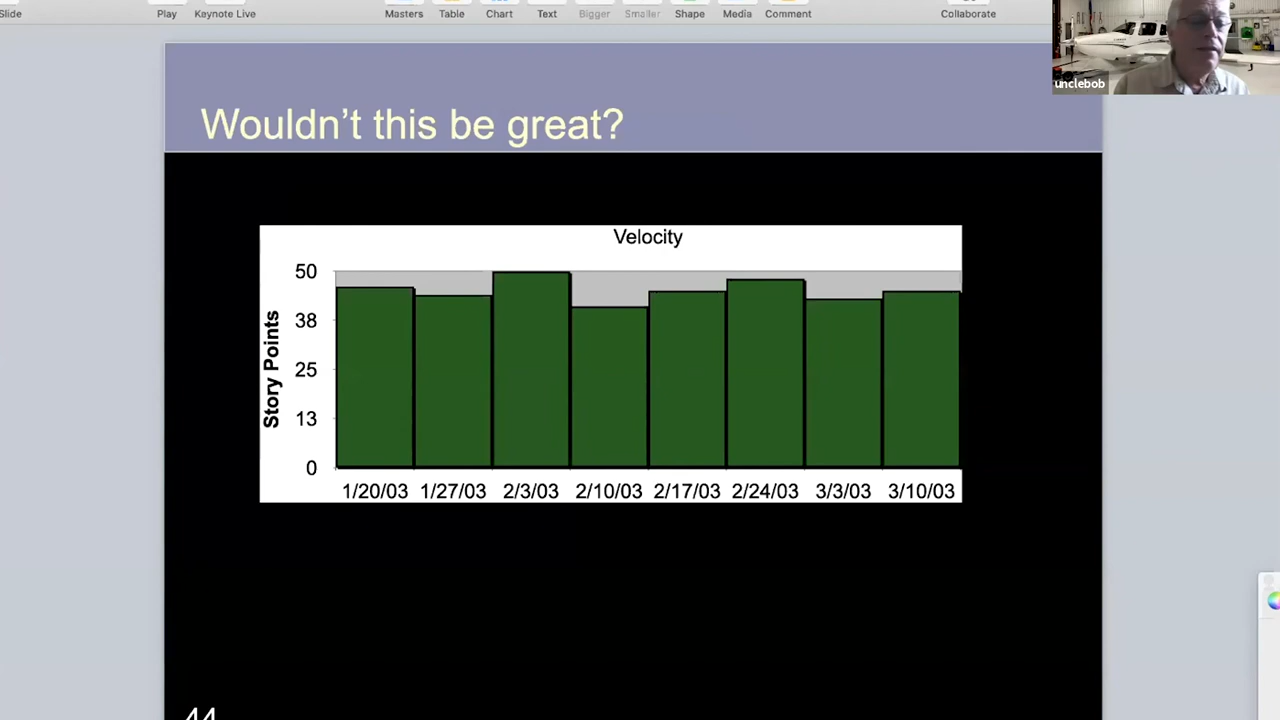 Slide
Play Keynote Live Masters Table Chart Text Bigger Smaller Shape Media Comment Collaborate
unclebob
Wouldn't this be great?
Velocity
Story Points
50
38
25
13
0
1/20/03 1/27/03 2/3/03 2/10/03 2/17/03 2/24/03 3/3/03 3/10/03
44